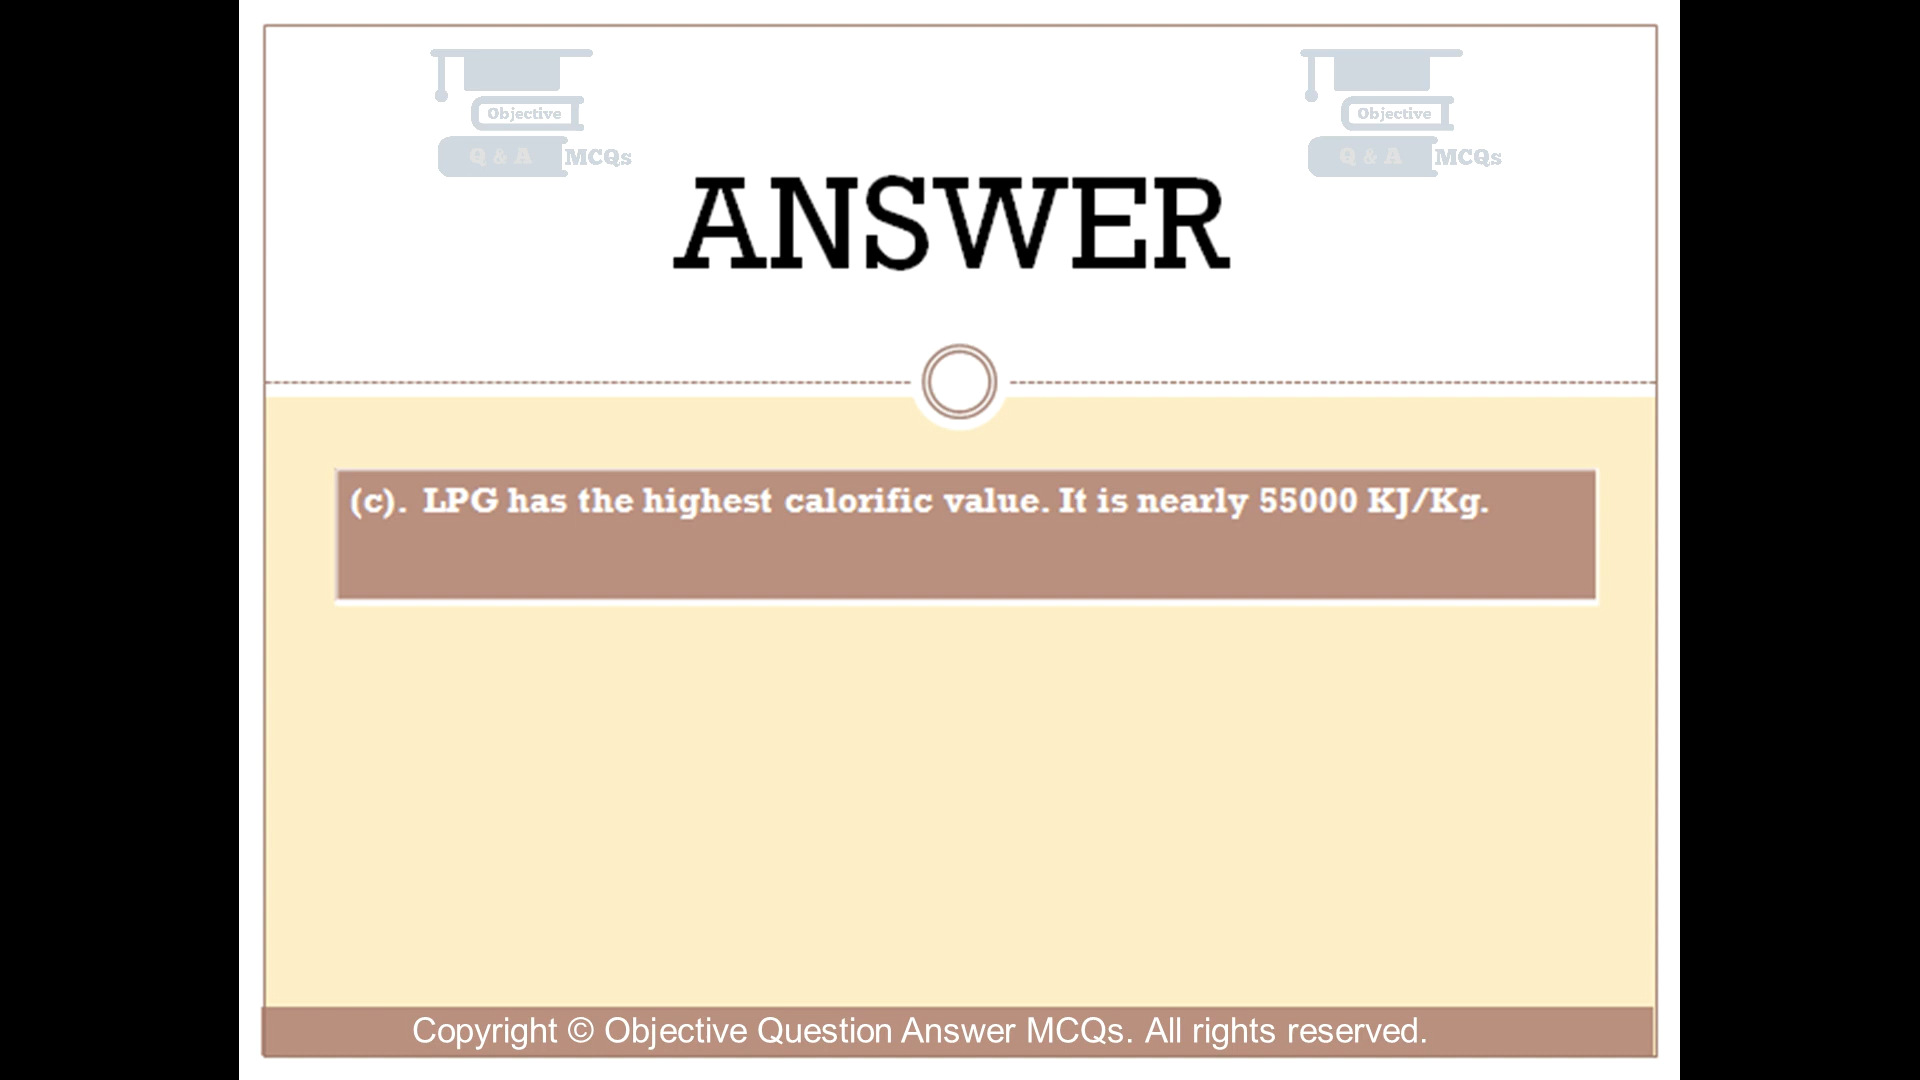 Objective
Q & A MCQs
Objective
Q & A MCQs
ANSWER
(c). LPG has the highest calorific value. It is nearly 55000 KJ/Kg.
Copyright © Objective Question Answer MCQs. All rights reserved.